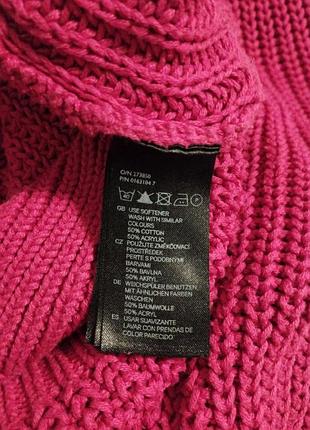 O/N 273850
P/N 0963104 7
GB USE SOFTENER
WASH WITH SIMILAR
COLOURS
50% COTTON
50% ACRYLIC
CZ POUŽIJTE ZMĚKČOVACÍ
PROSTŘEDEK
PERTE S PODOBNÝMI
BARVAMI
50% BAVLNA
50% AKRYL
DE WEICHSPÜLER BENUTZEN
MIT ÄHNLICHEN FARBEN
WASCHEN
50% BAUMWOLLE
50% ACRYL
ES USAR SUAVIZANTE
LAVAR CON PRENDAS DE
COLOR PARECIDO